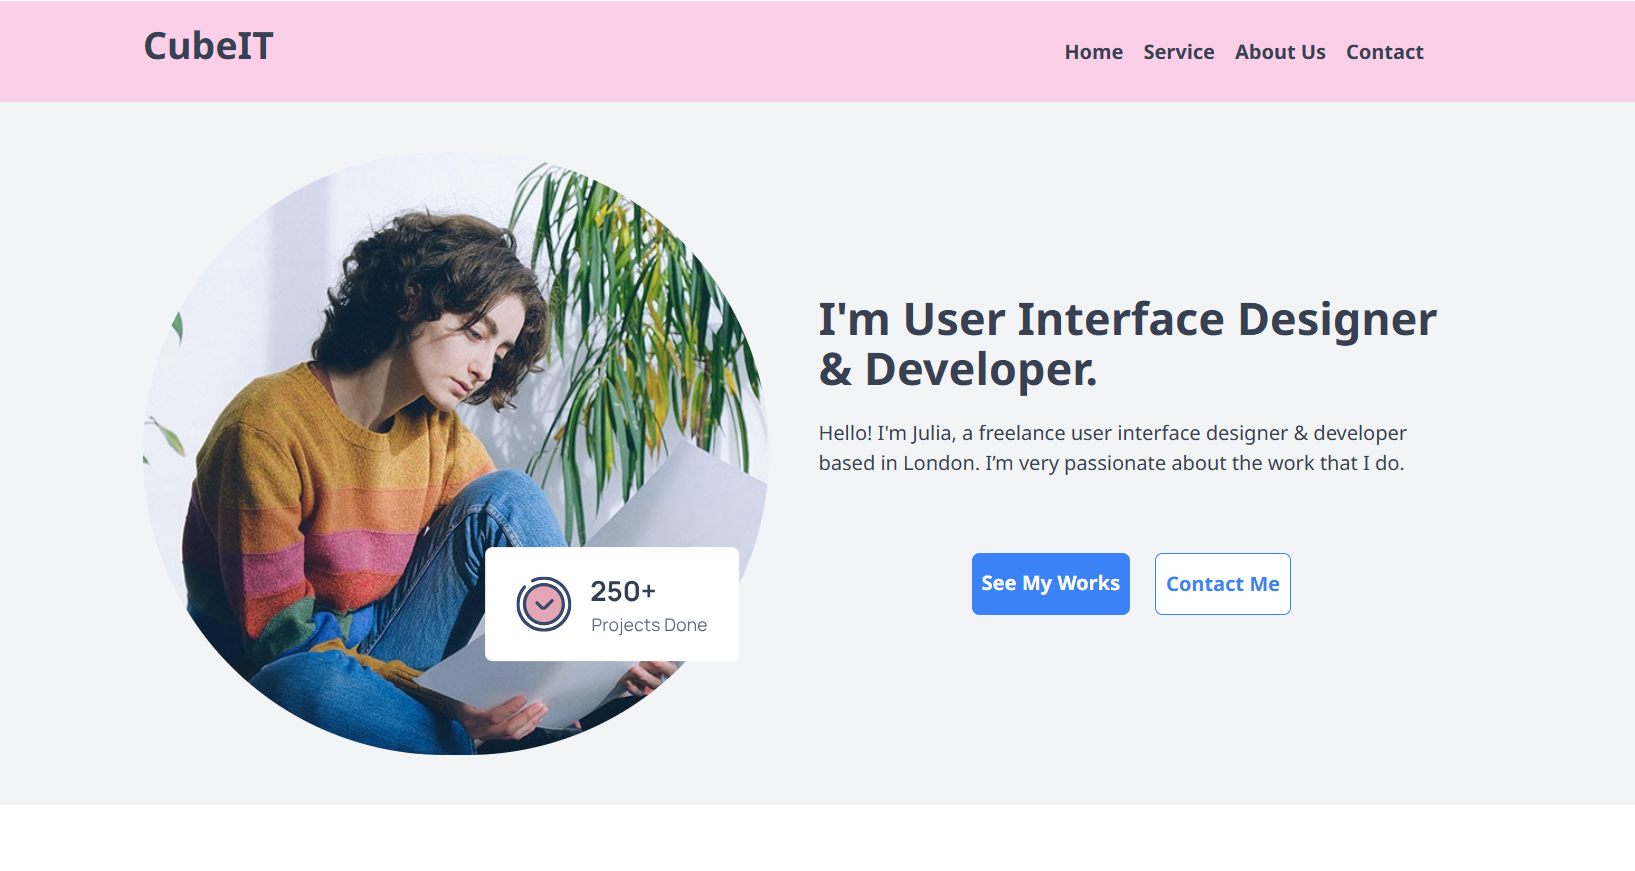 CubeIT
Home Service About Us Contact
I'm User Interface Designer
& Developer.
Hello! I'm Julia, a freelance user interface designer & developer
based in London. I’m very passionate about the work that I do.
See My Works
Contact Me
250+
Projects Done